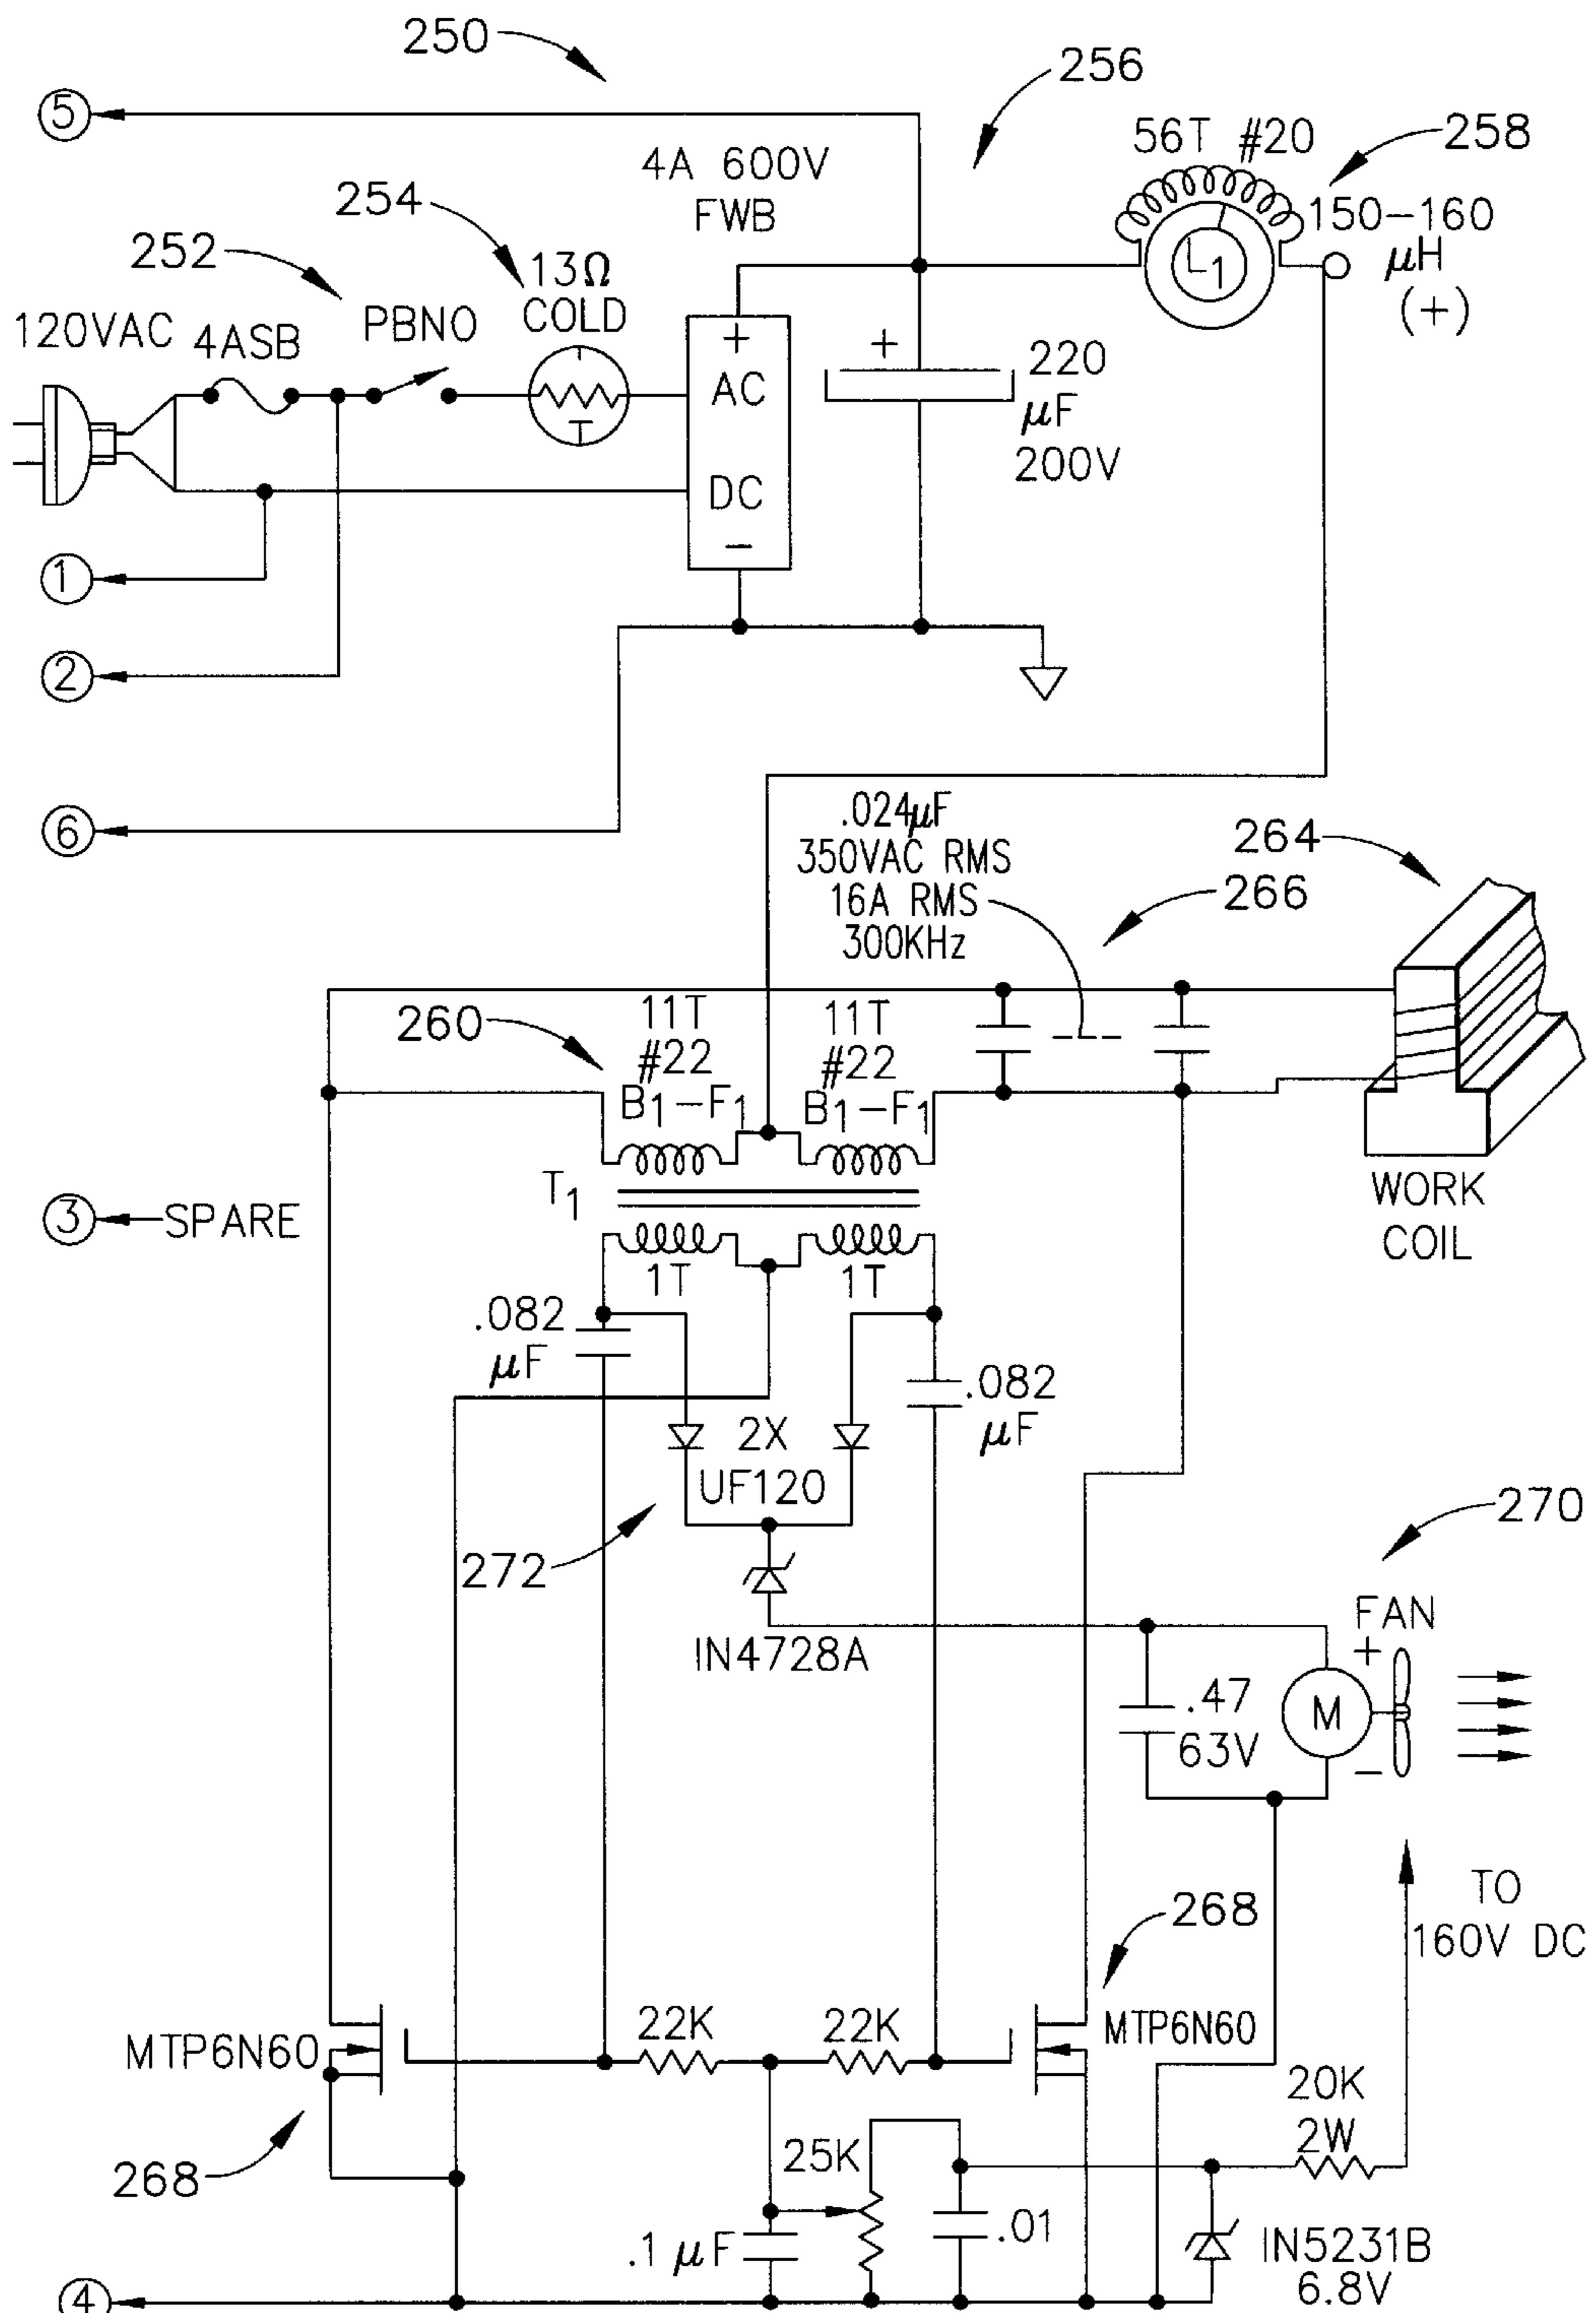 250
256
5
56T #20
258
4A 600V
FWB
254
150-160
μH
(+)
252
13Ω
COLD
L1
120VAC
4ASB
PBNO
+
AC
DC
−
T
+
220
μF
200V
1
2
6
.024μF
350VAC RMS
16A RMS
300KHz
264
266
260
11T
#22
B1-F1
11T
#22
B1-F1
T1
3
SPARE
WORK
COIL
1T
1T
.082
μF
.082
μF
2X
UF120
272
270
IN4728A
FAN
+
M
−
.47
63V
268
TO
160V DC
MTP6N60
22K
22K
MTP6N60
268
20K
2W
25K
.1 μF
.01
IN5231B
6.8V
4